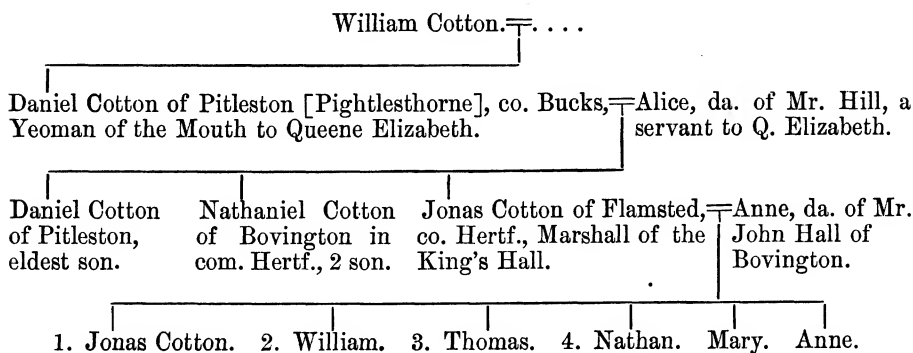 William Cotton.=. . . .
Daniel Cotton of Pitleston [Pightlesthorne], co. Bucks,=Alice, da. of Mr. Hill, a
Yeoman of the Mouth to Queene Elizabeth. servant to Q. Elizabeth.
Daniel Cotton Nathaniel Cotton Jonas Cotton of Flamsted,=Anne, da. of Mr.
of Pitleston, of Bovington in co. Hertf., Marshall of the John Hall of
eldest son. com. Hertf., 2 son. King's Hall. Bovington.
1. Jonas Cotton. 2. William. 3. Thomas. 4. Nathan. Mary. Anne.